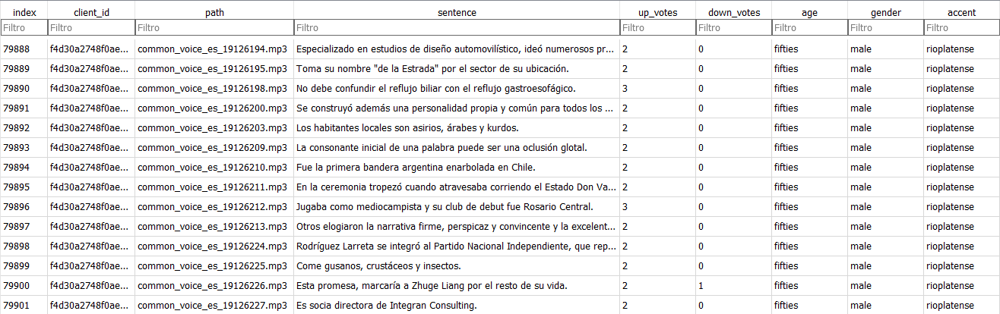 index client_id path sentence up_votes down_votes age gender accent
Filtro Filtro Filtro Filtro Filtro Filtro Filtro Filtro Filtro
79888 f4d30a2748f0ae... common_voice_es_19126194.mp3 Especializado en estudios de diseño automovilístico, ideó numerosos pr... 2 0 fifties male rioplatense
79889 f4d30a2748f0ae... common_voice_es_19126195.mp3 Toma su nombre "de la Estrada" por el sector de su ubicación. 2 0 fifties male rioplatense
79890 f4d30a2748f0ae... common_voice_es_19126198.mp3 No debe confundir el reflujo biliar con el reflujo gastroesofágico. 3 0 fifties male rioplatense
79891 f4d30a2748f0ae... common_voice_es_19126200.mp3 Se construyó además una personalidad propia y común para todos los ... 2 0 fifties male rioplatense
79892 f4d30a2748f0ae... common_voice_es_19126203.mp3 Los habitantes locales son asirios, árabes y kurdos. 2 0 fifties male rioplatense
79893 f4d30a2748f0ae... common_voice_es_19126209.mp3 La consonante inicial de una palabra puede ser una oclusión glotal. 2 0 fifties male rioplatense
79894 f4d30a2748f0ae... common_voice_es_19126210.mp3 Fue la primera bandera argentina enarbolada en Chile. 2 0 fifties male rioplatense
79895 f4d30a2748f0ae... common_voice_es_19126211.mp3 En la ceremonia tropezó cuando atravesaba corriendo el Estado Don Va... 2 0 fifties male rioplatense
79896 f4d30a2748f0ae... common_voice_es_19126212.mp3 Jugaba como mediocampista y su club de debut fue Rosario Central. 3 0 fifties male rioplatense
79897 f4d30a2748f0ae... common_voice_es_19126213.mp3 Otros elogiaron la narrativa firme, perspicaz y convincente y la excelent... 2 0 fifties male rioplatense
79898 f4d30a2748f0ae... common_voice_es_19126224.mp3 Rodríguez Larreta se integró al Partido Nacional Independiente, que rep... 2 0 fifties male rioplatense
79899 f4d30a2748f0ae... common_voice_es_19126225.mp3 Come gusanos, crustáceos y insectos. 2 0 fifties male rioplatense
79900 f4d30a2748f0ae... common_voice_es_19126226.mp3 Esta promesa, marcaría a Zhuge Liang por el resto de su vida. 2 1 fifties male rioplatense
79901 f4d30a2748f0ae... common_voice_es_19126227.mp3 Es socia directora de Integran Consulting. 2 0 fifties male rioplatense